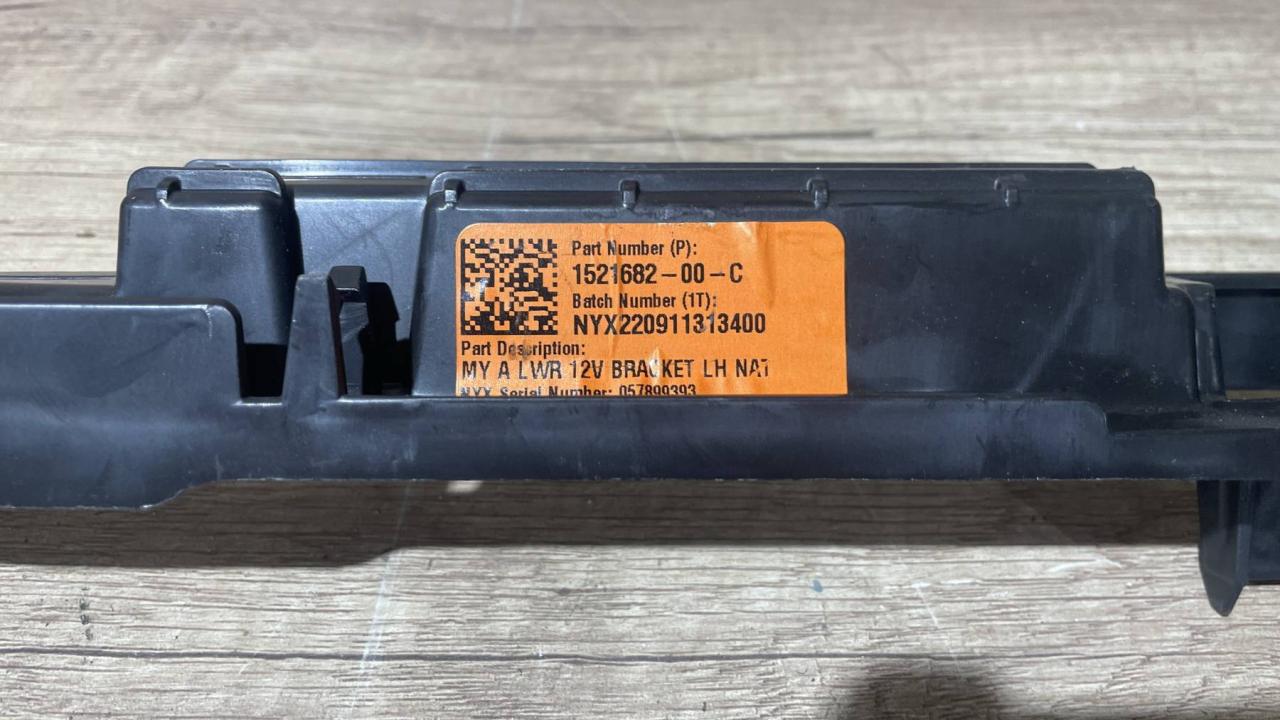 Part Number (P):
1521682-00-C
Batch Number (1T):
NYX220911313400
Part Description:
MY A LWR 12V BRACKET LH NAT
NYX Serial Number: 057899393